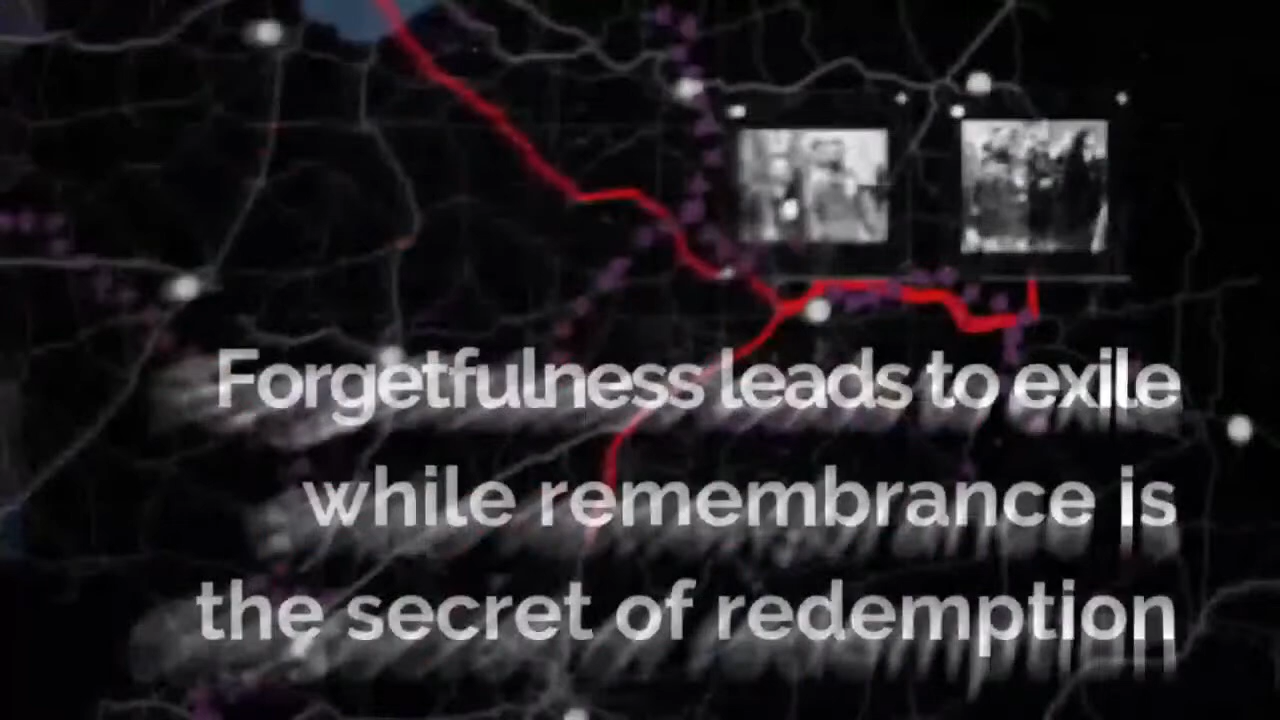 Forgetfulness leads to exile
while remembrance is
the secret of redemption